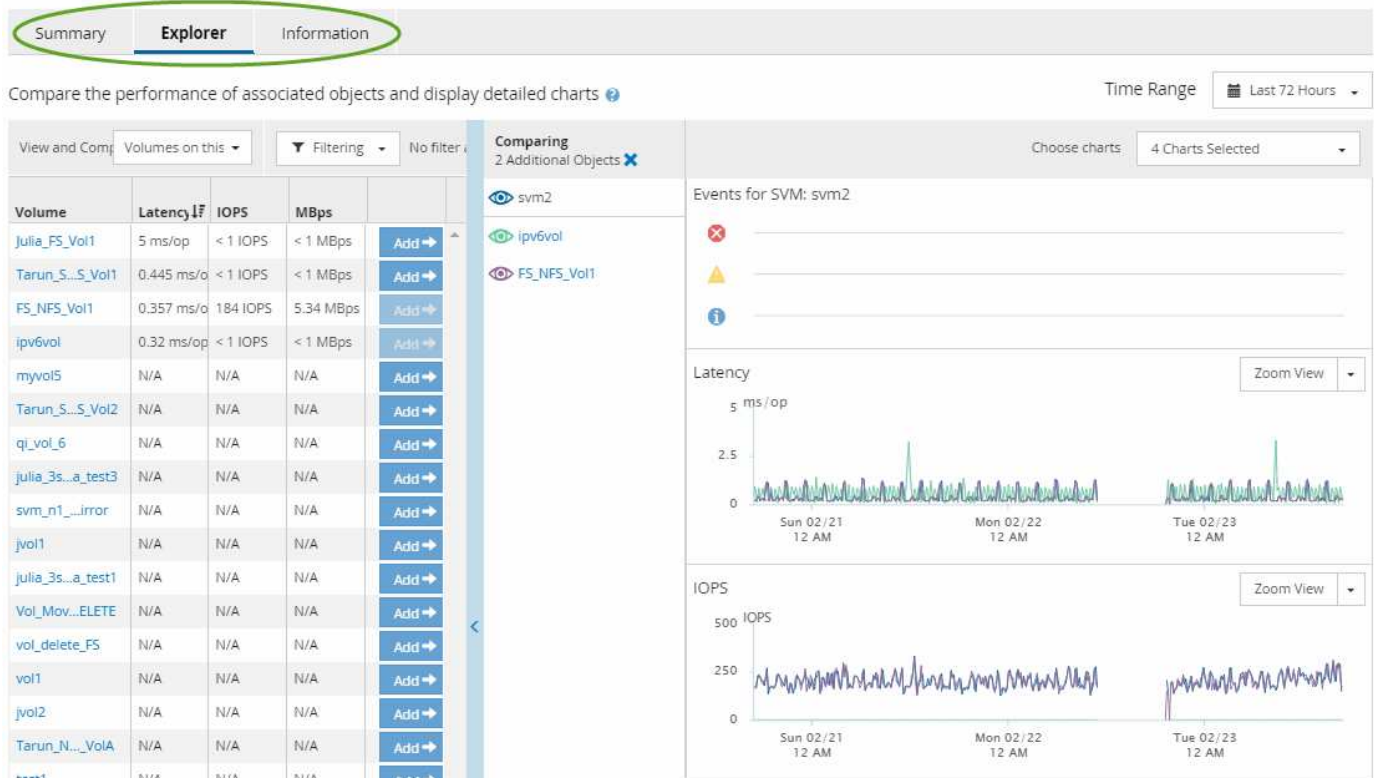 Summary Explorer Information
Compare the performance of associated objects and display detailed charts ?
Time Range Last 72 Hours
View and Comp Volumes on this Filtering No filter
Volume Latency IOPS MBps
Julia_FS_Vol1 5 ms/op < 1 IOPS < 1 MBps Add
Tarun_S...S_Vol1 0.445 ms/o < 1 IOPS < 1 MBps Add
FS_NFS_Vol1 0.357 ms/o 184 IOPS 5.34 MBps Add
ipv6vol 0.32 ms/op < 1 IOPS < 1 MBps Add
myvol5 N/A N/A N/A Add
Tarun_S...S_Vol2 N/A N/A N/A Add
qi_vol_6 N/A N/A N/A Add
julia_3s...a_test3 N/A N/A N/A Add
svm_n1_...irror N/A N/A N/A Add
jvol1 N/A N/A N/A Add
julia_3s...a_test1 N/A N/A N/A Add
Vol_Mov...ELETE N/A N/A N/A Add
vol_delete_FS N/A N/A N/A Add
vol1 N/A N/A N/A Add
jvol2 N/A N/A N/A Add
Tarun_N..._VolA N/A N/A N/A Add
Comparing
2 Additional Objects
svm2
ipv6vol
FS_NFS_Vol1
Choose charts 4 Charts Selected
Events for SVM: svm2
Latency Zoom View
5 ms/op
2.5
0
Sun 02/21 Mon 02/22 Tue 02/23
12 AM 12 AM 12 AM
IOPS Zoom View
500 IOPS
250
0
Sun 02/21 Mon 02/22 Tue 02/23
12 AM 12 AM 12 AM